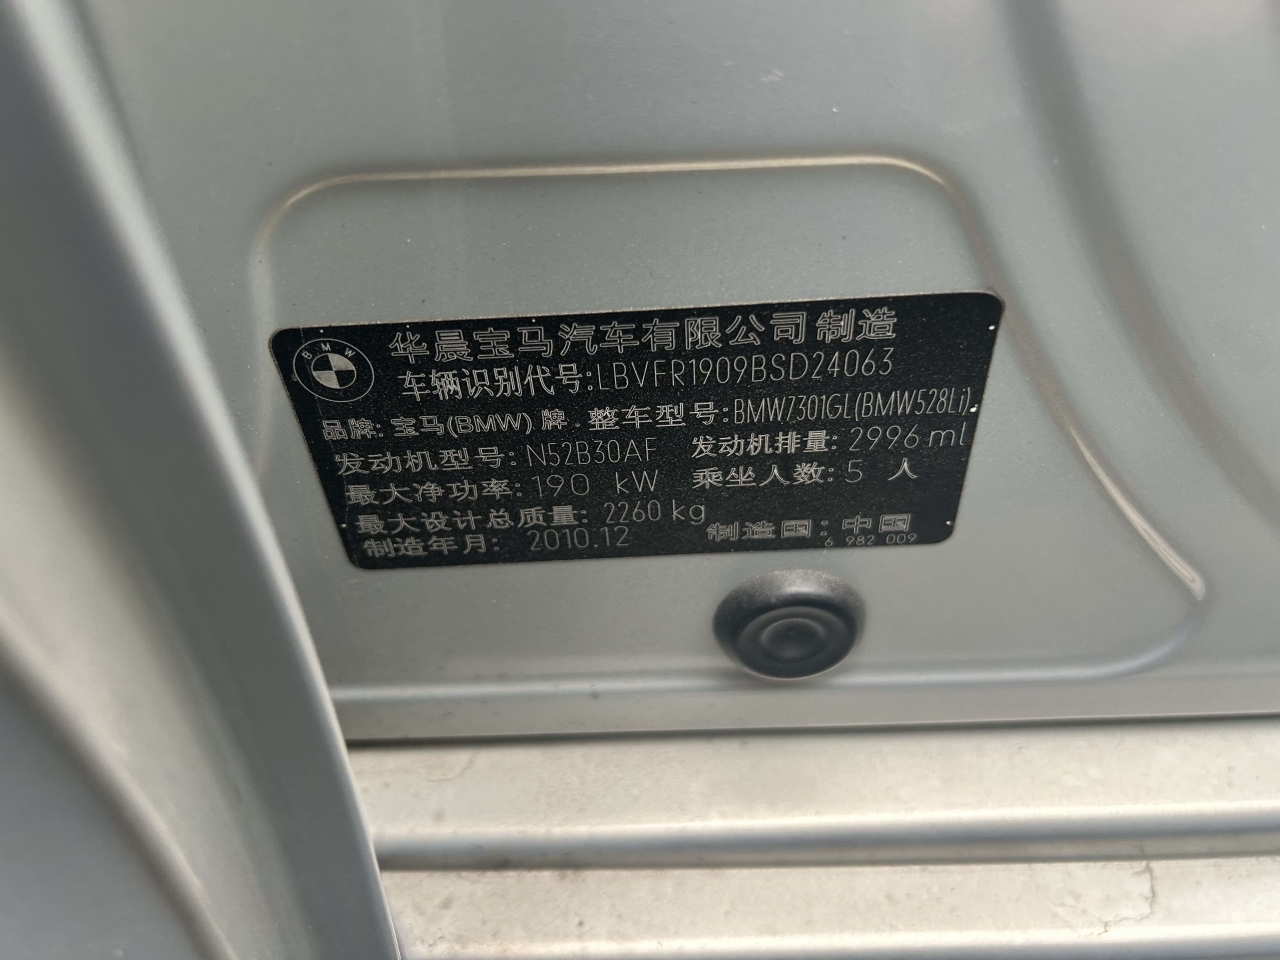 BMW
华晨宝马汽车有限公司制造
车辆识别代号:LBVFR1909BSD24063
品牌: 宝马(BMW) 牌. 整车型号:BMW7301GL(BMW528Li).
发动机型号: N52B30AF 发动机排量: 2996 ml
最大净功率: 190 kW 乘坐人数: 5 人
最大设计总质量: 2260 kg
制造年月: 2010.12 制造国: 中国
6 982 009